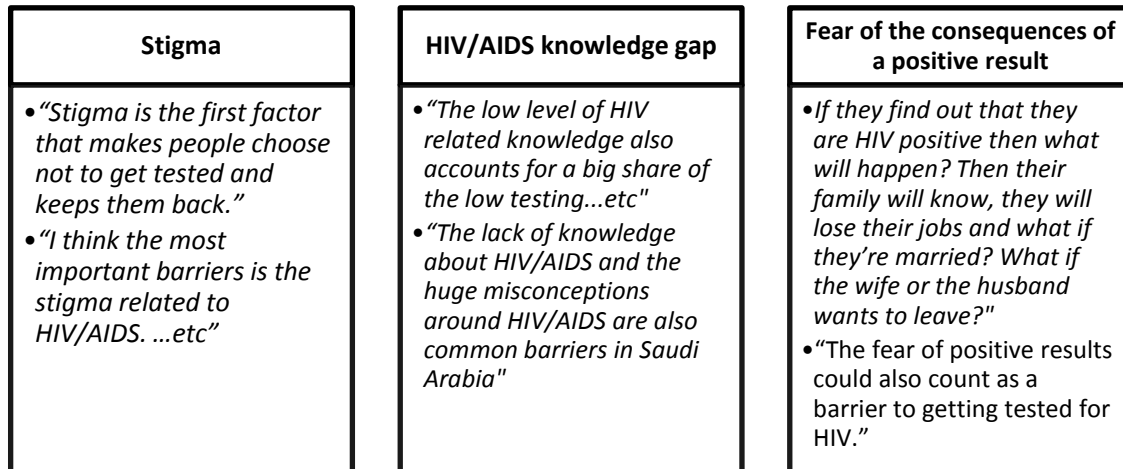 Stigma
•“Stigma is the first factor
that makes people choose
not to get tested and
keeps them back.”
•“I think the most
important barriers is the
stigma related to
HIV/AIDS. …etc”
HIV/AIDS knowledge gap
•“The low level of HIV
related knowledge also
accounts for a big share of
the low testing...etc"
•“The lack of knowledge
about HIV/AIDS and the
huge misconceptions
around HIV/AIDS are also
common barriers in Saudi
Arabia"
Fear of the consequences of
a positive result
•If they find out that they
are HIV positive then what
will happen? Then their
family will know, they will
lose their jobs and what if
they’re married? What if
the wife or the husband
wants to leave?"
•“The fear of positive results
could also count as a
barrier to getting tested for
HIV.”